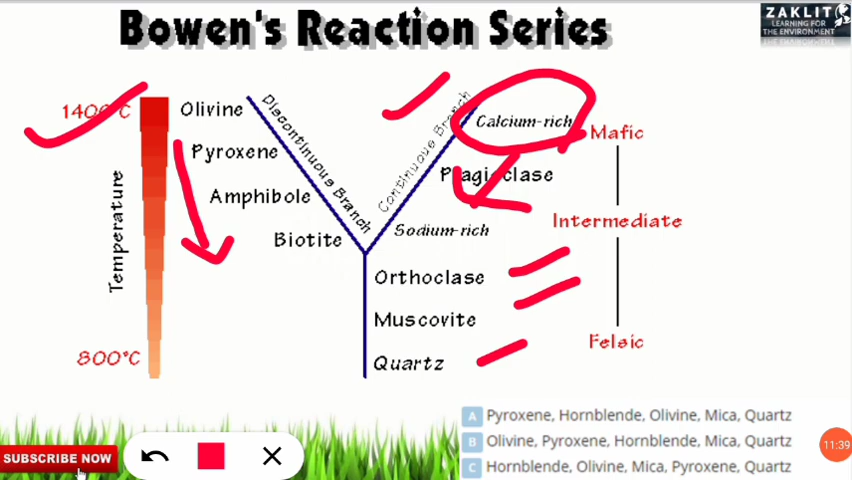 Bowen's Reaction Series
ZAKLIT
LEARNING FOR
THE ENVIRONMENT
1400°C
Olivine
Discontinuous Branch
Continuous Branch
Calcium-rich
Mafic
Pyroxene
Plagioclase
Temperature
Amphibole
Intermediate
Biotite
Sodium-rich
Orthoclase
Muscovite
800°C
Quartz
Felsic
A Pyroxene, Hornblende, Olivine, Mica, Quartz
B Olivine, Pyroxene, Hornblende, Mica, Quartz
C Hornblende, Olivine, Mica, Pyroxene, Quartz
11:39
SUBSCRIBE NOW